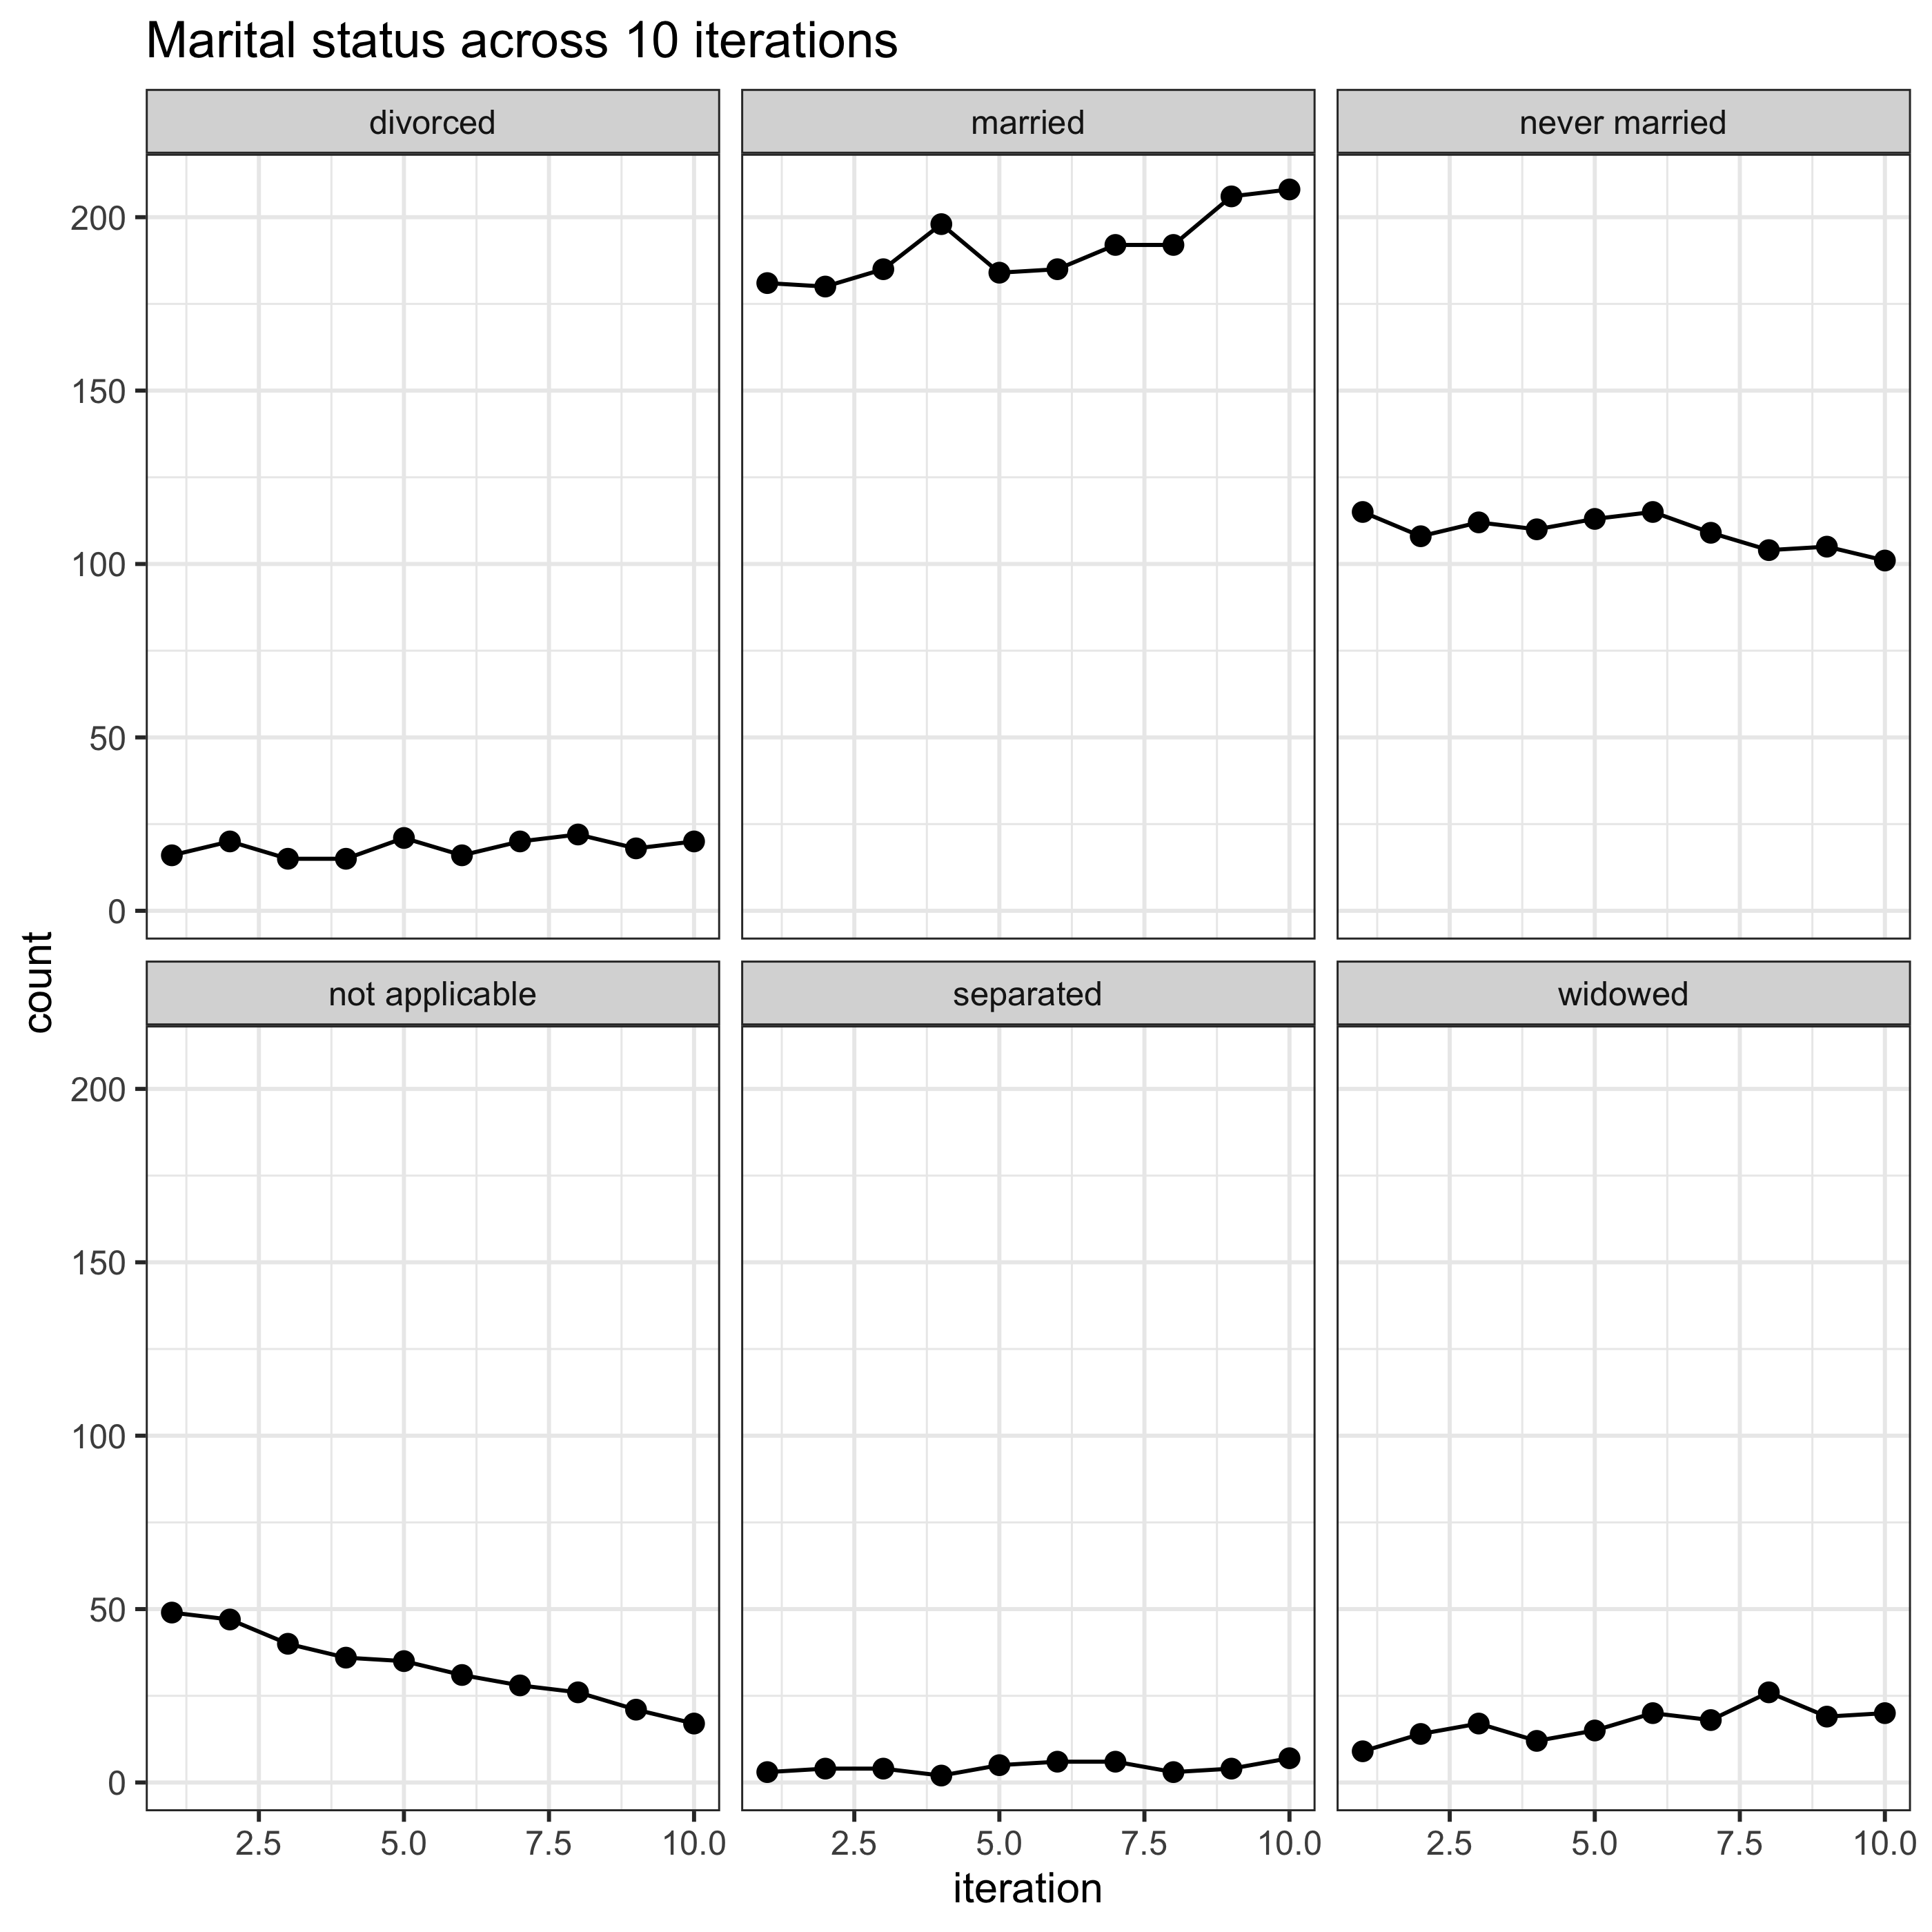 Marital status across 10 iterations
divorced
married
never married
200
150
100
50
0
not applicable
separated
widowed
200
150
100
50
0
2.5 5.0 7.5 10.0 2.5 5.0 7.5 10.0 2.5 5.0 7.5 10.0
iteration
count